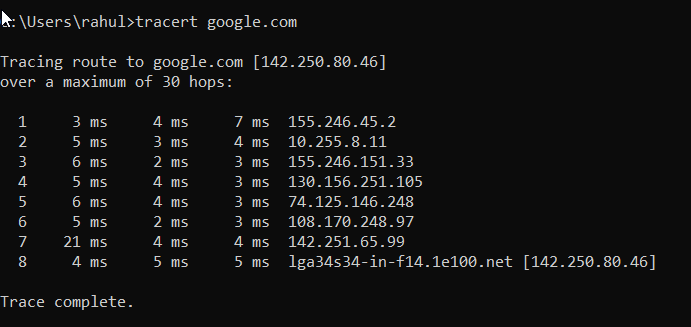 :\Users\rahul>tracert google.com
Tracing route to google.com [142.250.80.46]
over a maximum of 30 hops:
1 3 ms 4 ms 7 ms 155.246.45.2
2 5 ms 3 ms 4 ms 10.255.8.11
3 6 ms 2 ms 3 ms 155.246.151.33
4 5 ms 4 ms 3 ms 130.156.251.105
5 6 ms 4 ms 3 ms 74.125.146.248
6 5 ms 2 ms 3 ms 108.170.248.97
7 21 ms 4 ms 4 ms 142.251.65.99
8 4 ms 5 ms 5 ms lga34s34-in-f14.1e100.net [142.250.80.46]
Trace complete.